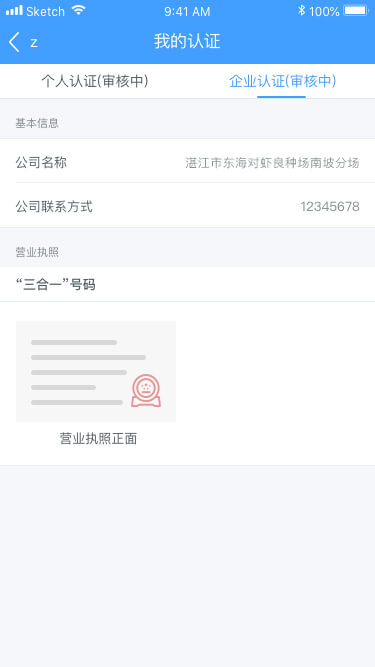 Sketch 9:41 AM 100%
z 我的认证
个人认证(审核中) 企业认证(审核中)
基本信息
公司名称 湛江市东海对虾良种场南坡分场
公司联系方式 12345678
营业执照
“三合一”号码
营业执照正面